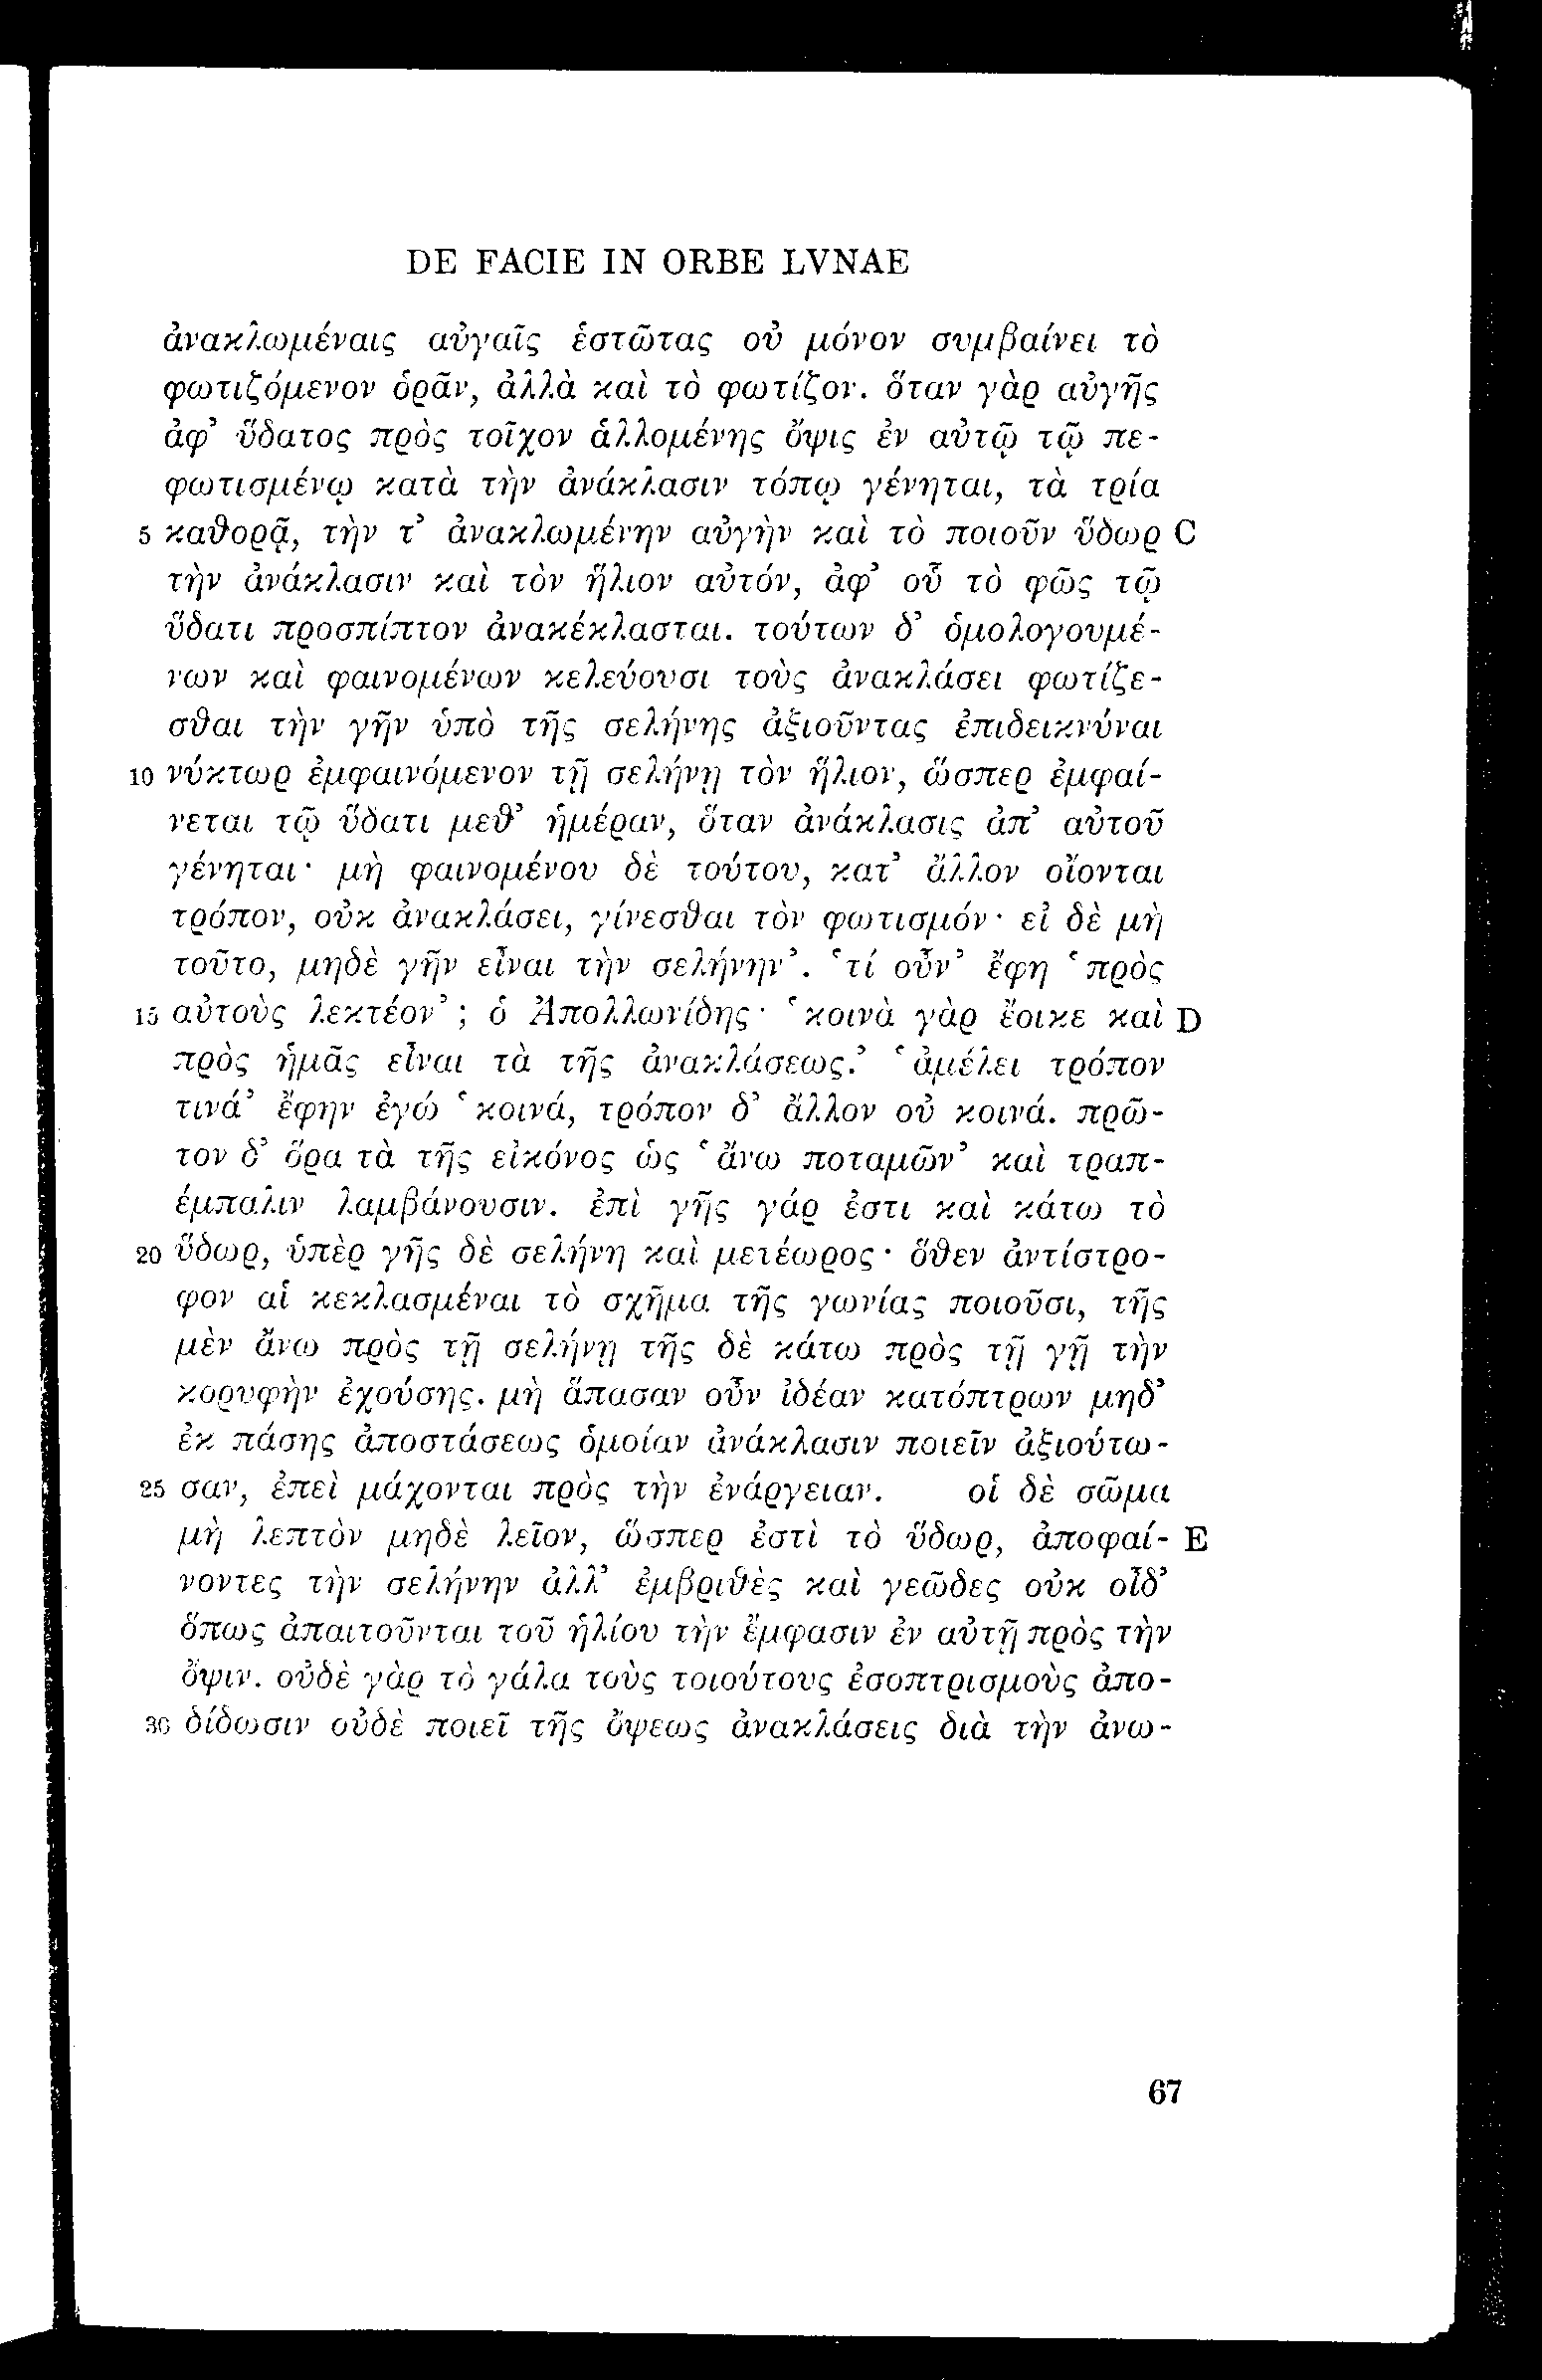 DE FACIE IN ORBE LVNAE
ἀνακλωμέναις αὐγαῖς ἑστῶτας οὐ μόνον συμβαίνει τὸ
φωτιζόμενον ὁρᾶν, ἀλλὰ καὶ τὸ φωτίζον. ὅταν γὰρ αὐγῆς
ἀφ’ ὕδατος πρὸς τοῖχον ἁλλομένης ὄψις ἐν αὐτῷ τῷ πε-
φωτισμένῳ κατὰ τὴν ἀνάκλασιν τόπῳ γένηται, τὰ τρία
5 καθορᾷ, τὴν τ’ ἀνακλωμένην αὐγὴν καὶ τὸ ποιοῦν ὕδωρ C
τὴν ἀνάκλασιν καὶ τὸν ἥλιον αὐτόν, ἀφ’ οὗ τὸ φῶς τῷ
ὕδατι προσπίπτον ἀνακέκλασται. τούτων δ’ ὁμολογουμέ-
νων καὶ φαινομένων κελεύουσι τοὺς ἀνακλάσει φωτίζε-
σθαι τὴν γῆν ὑπὸ τῆς σελήνης ἀξιοῦντας ἐπιδεικνύναι
10 νύκτωρ ἐμφαινόμενον τῇ σελήνῃ τὸν ἥλιον, ὥσπερ ἐμφαί-
νεται τῷ ὕδατι μεθ’ ἡμέραν, ὅταν ἀνάκλασις ἀπ’ αὐτοῦ
γένηται· μὴ φαινομένου δὲ τούτου, κατ’ ἄλλον οἴονται
τρόπον, οὐκ ἀνακλάσει, γίνεσθαι τὸν φωτισμόν· εἰ δὲ μὴ
τοῦτο, μηδὲ γῆν εἶναι τὴν σελήνην’. ‘τί οὖν’ ἔφη ‘πρὸς
15 αὐτοὺς λεκτέον’; ὁ Ἀπολλωνίδης· ‘κοινὰ γὰρ ἔοικε καὶ D
πρὸς ἡμᾶς εἶναι τὰ τῆς ἀνακλάσεως.’ ‘ἀμέλει τρόπον
τινά’ ἔφην ἐγώ ‘κοινά, τρόπον δ’ ἄλλον οὐ κοινά. πρῶ-
τον δ’ ὅρα τὰ τῆς εἰκόνος ὡς ‘ἄνω ποταμῶν’ καὶ τραπ-
έμπαλιν λαμβάνουσιν. ἐπὶ γῆς γάρ ἐστι καὶ κάτω τὸ
20 ὕδωρ, ὑπὲρ γῆς δὲ σελήνη καὶ μετέωρος· ὅθεν ἀντίστρο-
φον αἱ κεκλασμέναι τὸ σχῆμα τῆς γωνίας ποιοῦσι, τῆς
μὲν ἄνω πρὸς τῇ σελήνῃ τῆς δὲ κάτω πρὸς τῇ γῇ τὴν
κορυφὴν ἐχούσης. μὴ ἅπασαν οὖν ἰδέαν κατόπτρων μηδ’
ἐκ πάσης ἀποστάσεως ὁμοίαν ἀνάκλασιν ποιεῖν ἀξιούτω-
25 σαν, ἐπεὶ μάχονται πρὸς τὴν ἐνάργειαν. οἱ δὲ σῶμα
μὴ λεπτὸν μηδὲ λεῖον, ὥσπερ ἐστὶ τὸ ὕδωρ, ἀποφαί- E
νοντες τὴν σελήνην ἀλλ’ ἐμβριθὲς καὶ γεῶδες οὐκ οἶδ’
ὅπως ἀπαιτοῦνται τοῦ ἡλίου τὴν ἔμφασιν ἐν αὐτῇ πρὸς τὴν
ὄψιν. οὐδὲ γὰρ τὸ γάλα τοὺς τοιούτους ἐσοπτρισμοὺς ἀπο-
30 δίδωσιν οὐδὲ ποιεῖ τῆς ὄψεως ἀνακλάσεις διὰ τὴν ἀνω-
67